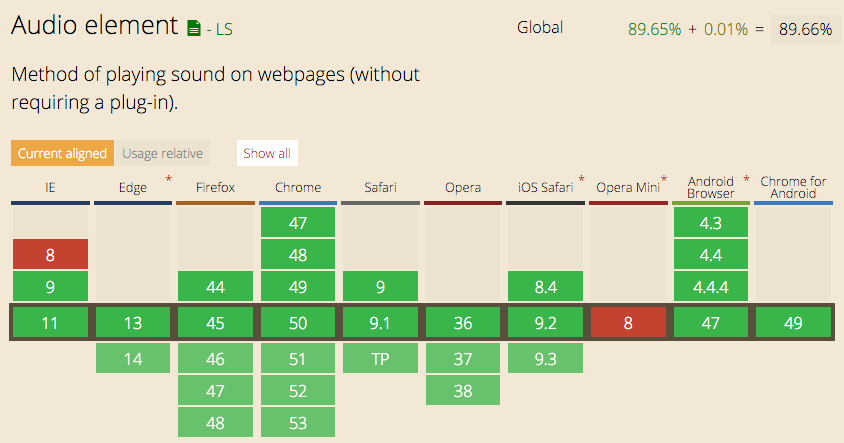 Audio element - LS
Global 89.65% + 0.01% = 89.66%
Method of playing sound on webpages (without
requiring a plug-in).
Current aligned Usage relative Show all
IE Edge * Firefox Chrome Safari Opera iOS Safari * Opera Mini * Android Browser * Chrome for Android
47 4.3
8 48 4.4
9 44 49 9 8.4 4.4.4
11 13 45 50 9.1 36 9.2 8 47 49
14 46 51 TP 37 9.3
47 52 38
48 53